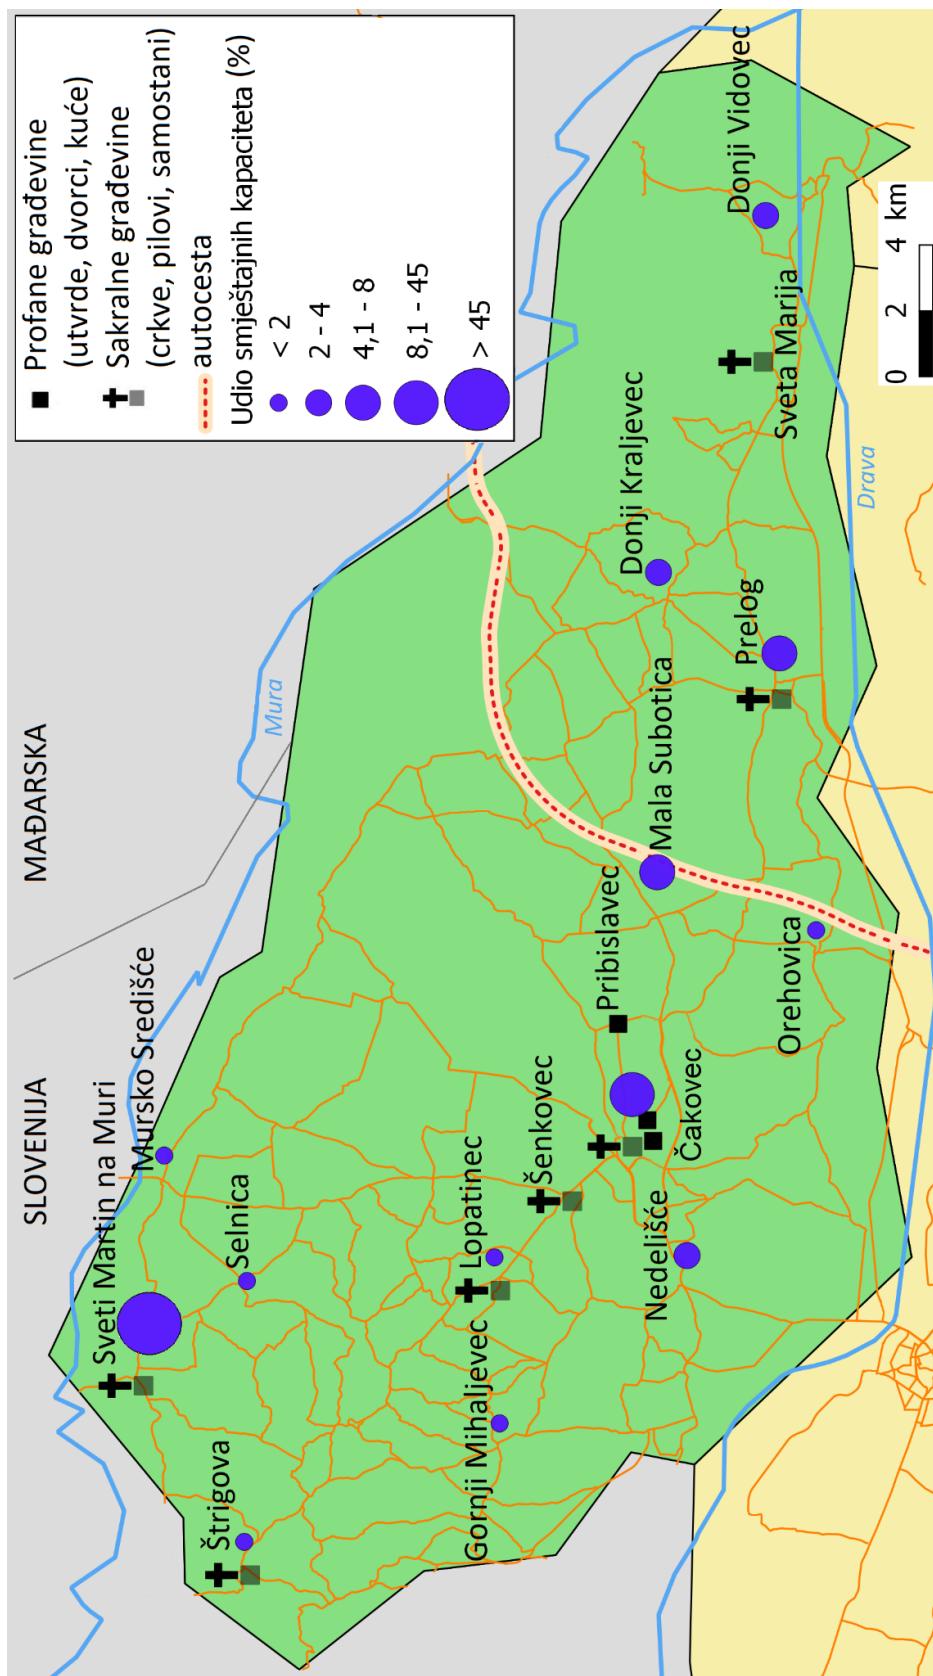 Profane građevine
(utvrde, dvorci, kuće)
Sakralne građevine
(crkve, pilovi, samostani)
autocesta
Udio smještajnih kapaciteta (%)
< 2
2 - 4
4,1 - 8
8,1 - 45
> 45
SLOVENIJA
MAĐARSKA
Sveti Martin na Muri
Mursko Središće
Štrigova
Selnica
Mura
Gornji Mihaljevec
Lopatinec
Šenkovec
Pribislavec
Nedelišće
Čakovec
Mala Subotica
Donji Kraljevec
Donji Vidovec
Orehovica
Prelog
Sveta Marija
Drava
0 2 4 km